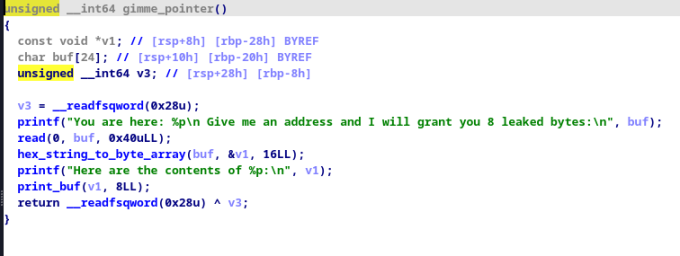 unsigned __int64 gimme_pointer()
{
const void *v1; // [rsp+8h] [rbp-28h] BYREF
char buf[24]; // [rsp+10h] [rbp-20h] BYREF
unsigned __int64 v3; // [rsp+28h] [rbp-8h]
v3 = __readfsqword(0x28u);
printf("You are here: %p\n Give me an address and I will grant you 8 leaked bytes:\n", buf);
read(0, buf, 0x40uLL);
hex_string_to_byte_array(buf, &v1, 16LL);
printf("Here are the contents of %p:\n", v1);
print_buf(v1, 8LL);
return __readfsqword(0x28u) ^ v3;
}